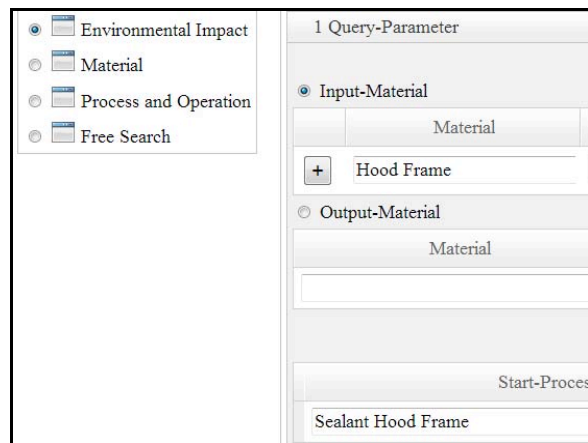 Environmental Impact
Material
Process and Operation
Free Search
1 Query-Parameter
Input-Material
Material
+ Hood Frame
Output-Material
Material
Sealant Hood Frame